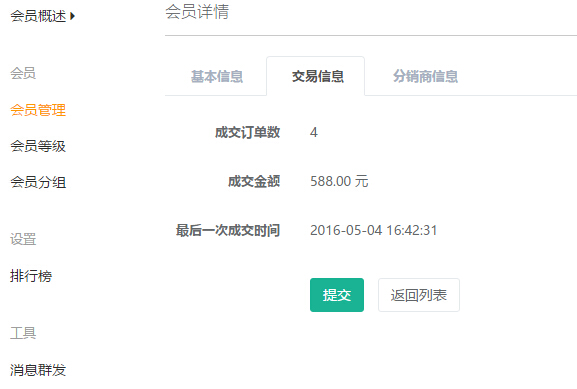 会员概述
会员
会员管理
会员等级
会员分组
设置
排行榜
工具
消息群发
会员详情
基本信息 交易信息 分销商信息
成交订单数 4
成交金额 588.00 元
最后一次成交时间 2016-05-04 16:42:31
提交 返回列表